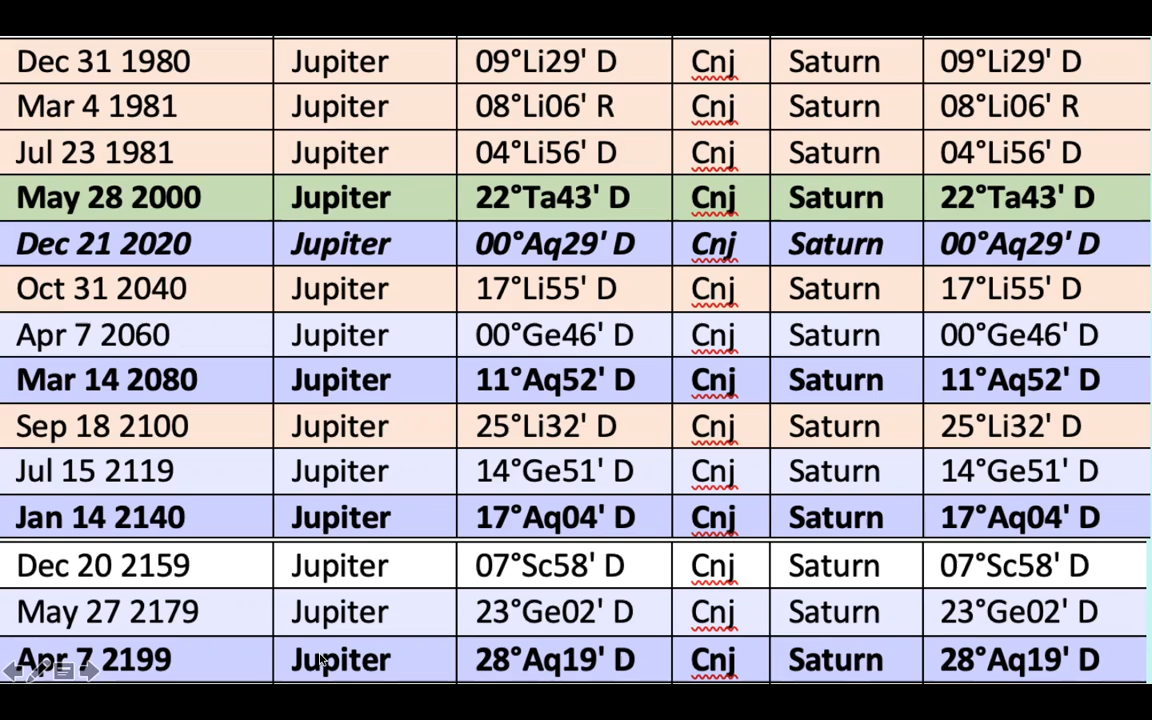 Dec 31 1980 Jupiter 09°Li29' D Cnj Saturn 09°Li29' D
Mar 4 1981 Jupiter 08°Li06' R Cnj Saturn 08°Li06' R
Jul 23 1981 Jupiter 04°Li56' D Cnj Saturn 04°Li56' D
May 28 2000 Jupiter 22°Ta43' D Cnj Saturn 22°Ta43' D
Dec 21 2020 Jupiter 00°Aq29' D Cnj Saturn 00°Aq29' D
Oct 31 2040 Jupiter 17°Li55' D Cnj Saturn 17°Li55' D
Apr 7 2060 Jupiter 00°Ge46' D Cnj Saturn 00°Ge46' D
Mar 14 2080 Jupiter 11°Aq52' D Cnj Saturn 11°Aq52' D
Sep 18 2100 Jupiter 25°Li32' D Cnj Saturn 25°Li32' D
Jul 15 2119 Jupiter 14°Ge51' D Cnj Saturn 14°Ge51' D
Jan 14 2140 Jupiter 17°Aq04' D Cnj Saturn 17°Aq04' D
Dec 20 2159 Jupiter 07°Sc58' D Cnj Saturn 07°Sc58' D
May 27 2179 Jupiter 23°Ge02' D Cnj Saturn 23°Ge02' D
Apr 7 2199 Jupiter 28°Aq19' D Cnj Saturn 28°Aq19' D